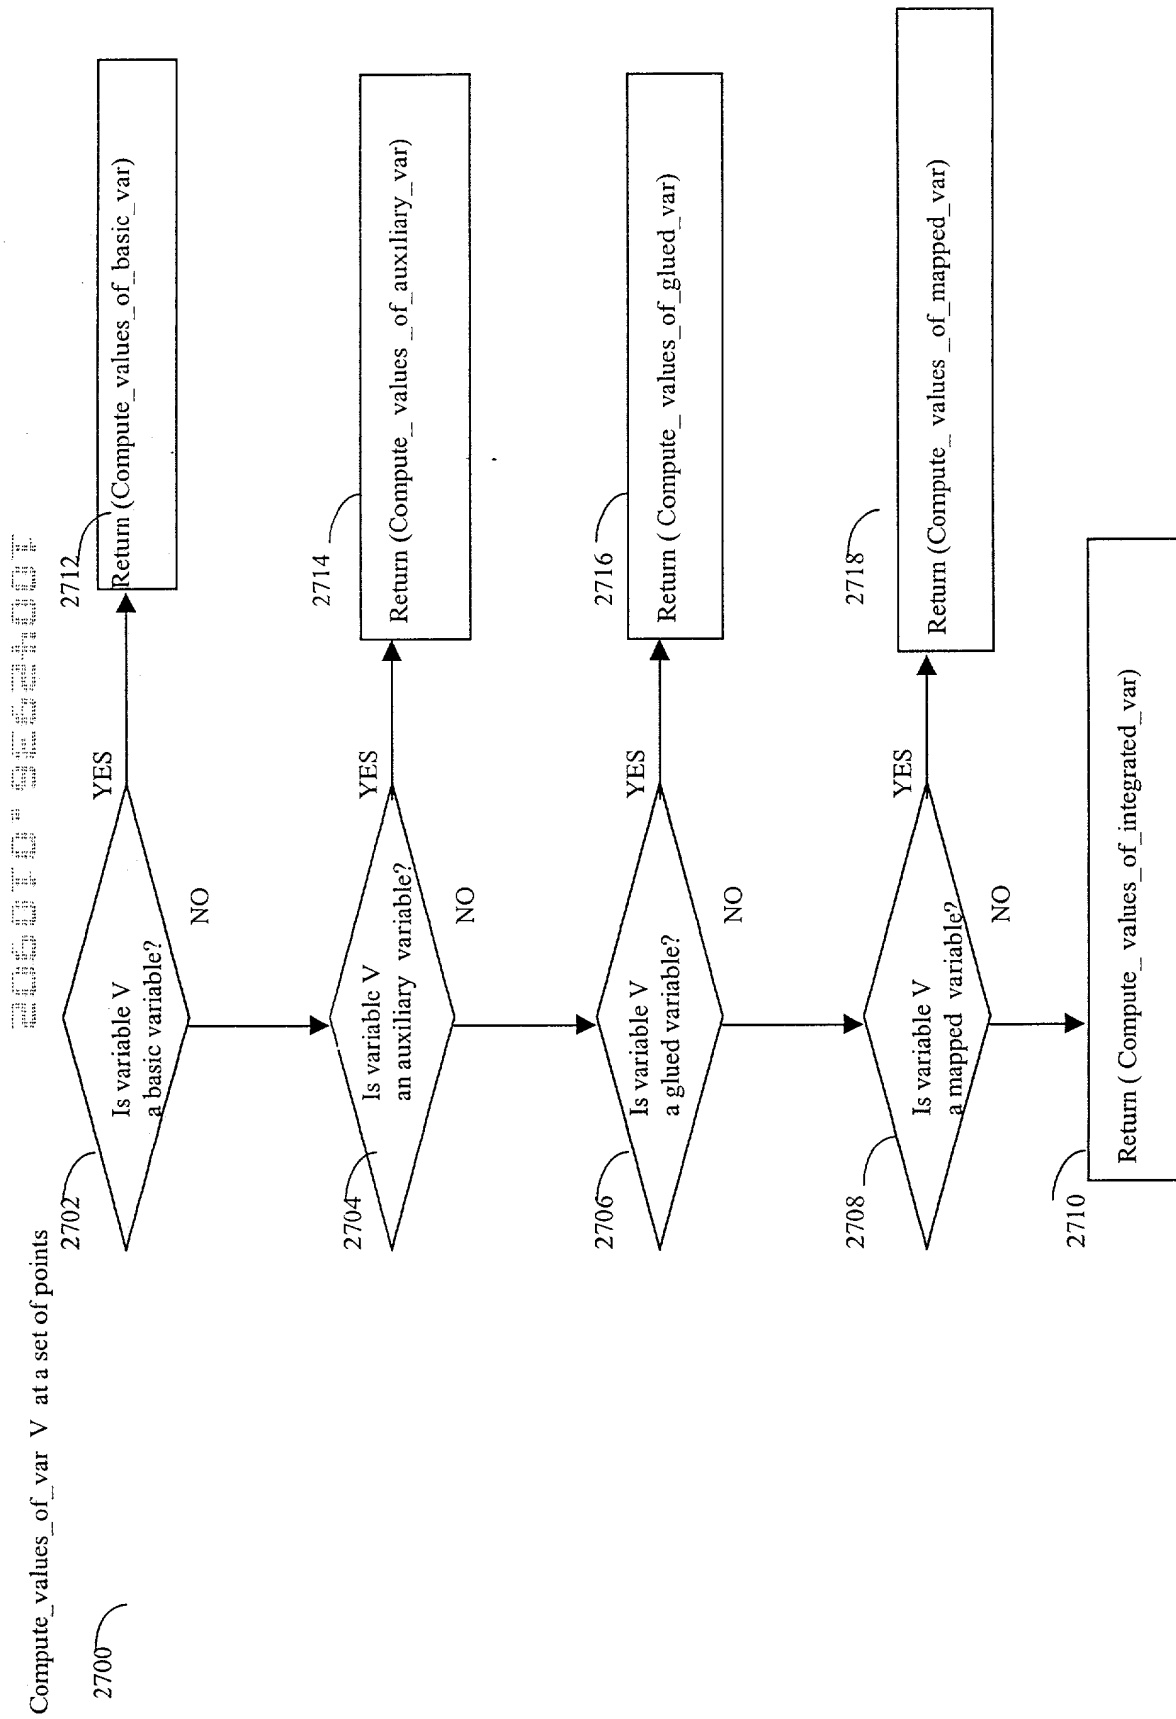 Compute_values_of_var V at a set of points
2700
2702
Is variable V
a basic variable?
YES
NO
2712
Return (Compute_values_of_basic_var)
2704
Is variable V
an auxiliary variable?
YES
NO
2714
Return (Compute_ values _of_auxiliary_var)
2706
Is variable V
a glued variable?
YES
NO
2716
Return ( Compute_ values_of_glued_var)
2708
Is variable V
a mapped variable?
YES
NO
2718
Return (Compute_ values _of_mapped_var)
2710
Return ( Compute_ values_of_integrated_var)